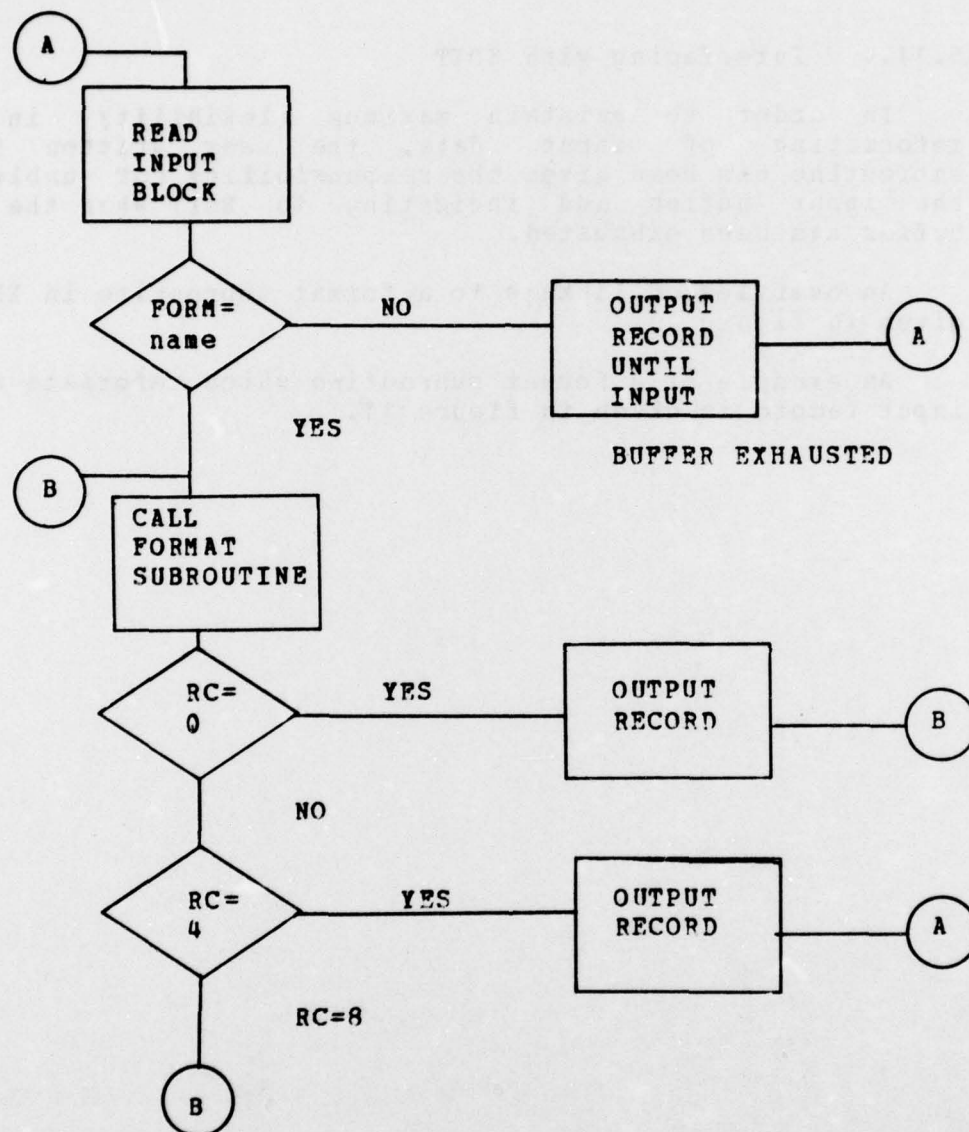 A
READ
INPUT
BLOCK
FORM=
name
NO
OUTPUT
RECORD
UNTIL
INPUT
BUFFER EXHAUSTED
A
YES
B
CALL
FORMAT
SUBROUTINE
RC=
0
YES
OUTPUT
RECORD
B
NO
RC=
4
YES
OUTPUT
RECORD
A
RC=8
B